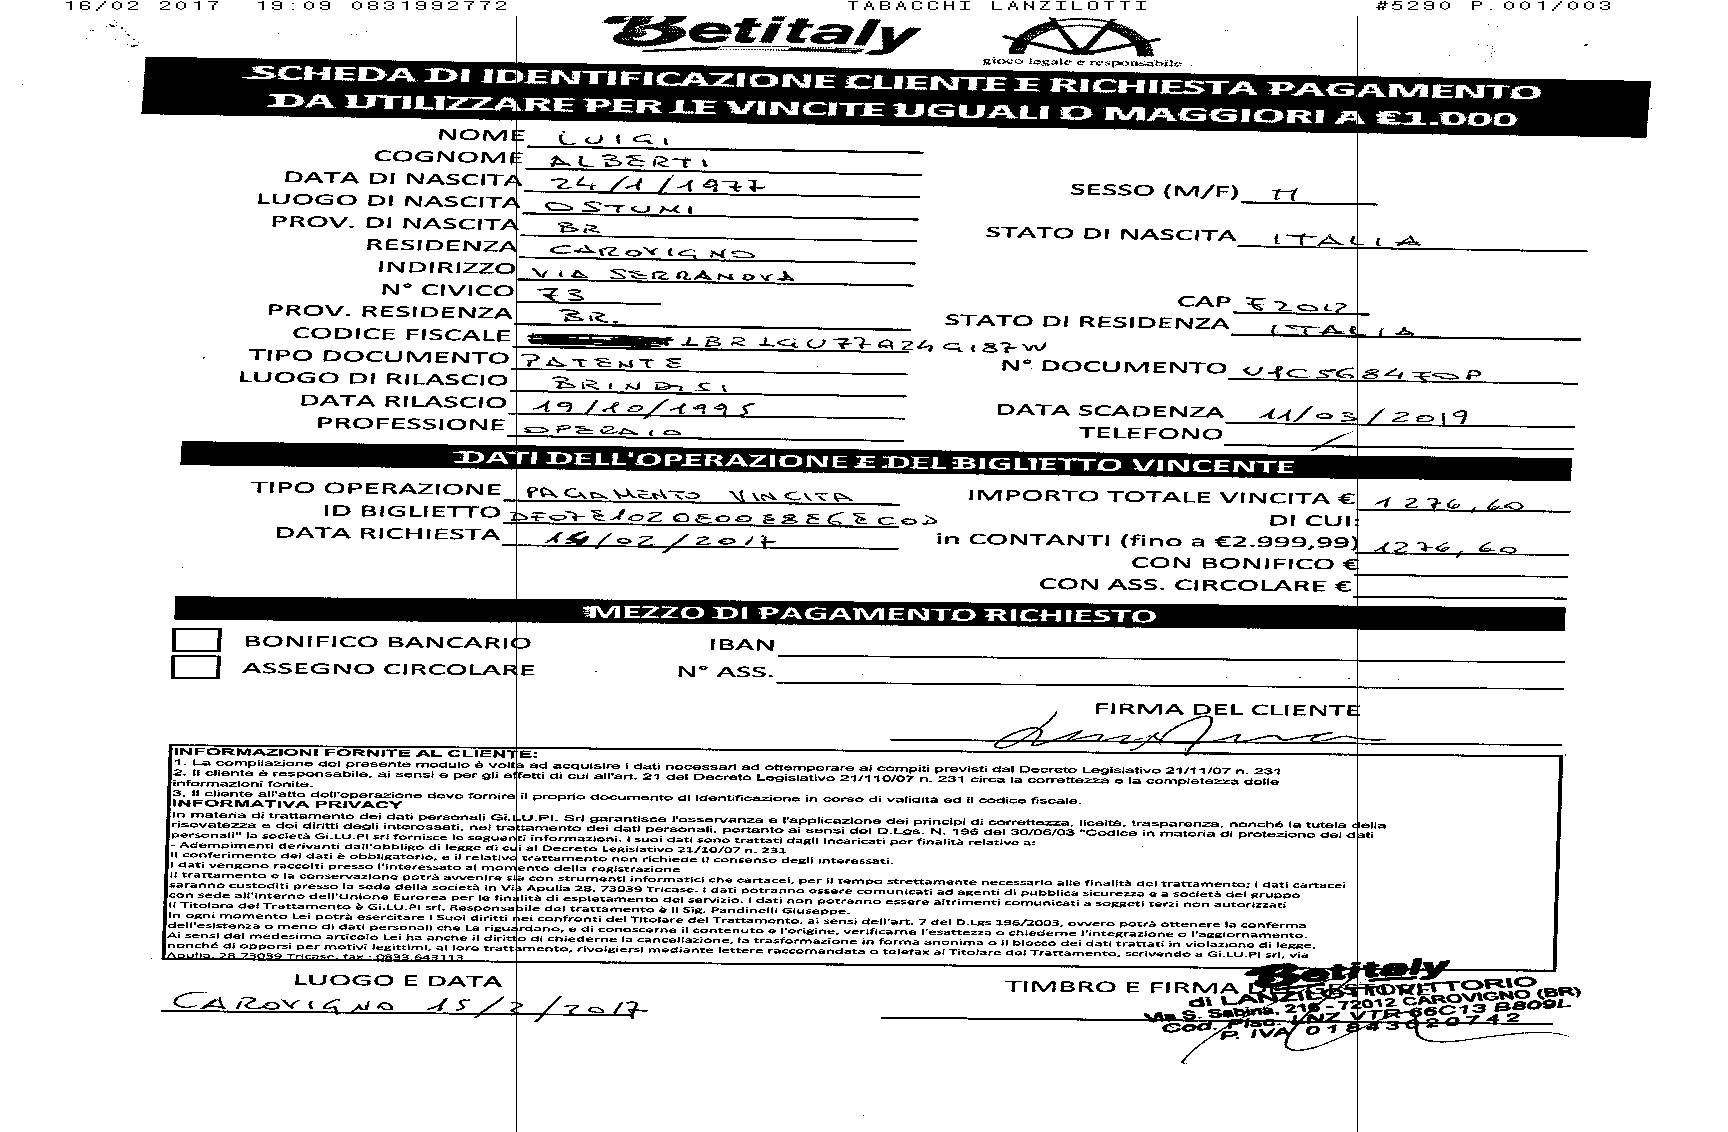 16/02 2017 19:09 0831992772 TABACCHI LANZILOTTI #5290 P.001/003
Betitaly
gioco legale e responsabile
SCHEDA DI IDENTIFICAZIONE CLIENTE E RICHIESTA PAGAMENTO
DA UTILIZZARE PER LE VINCITE UGUALI O MAGGIORI A €1.000
NOME LUIGI
COGNOME ALBERTI
DATA DI NASCITA 24/1/1977 SESSO (M/F) M
LUOGO DI NASCITA OSTUNI
PROV. DI NASCITA BR STATO DI NASCITA ITALIA
RESIDENZA CAROVIGNO
INDIRIZZO VIA SERRANOVA
N° CIVICO 73 CAP 72012
PROV. RESIDENZA BR. STATO DI RESIDENZA ITALIA
CODICE FISCALE LBRLGU77A24G187W
TIPO DOCUMENTO PATENTE N° DOCUMENTO
LUOGO DI RILASCIO BRINDISI
DATA RILASCIO 19/10/1995 DATA SCADENZA 11/03/2019
PROFESSIONE OPERAIO TELEFONO /
DATI DELL'OPERAZIONE E DEL BIGLIETTO VINCENTE
TIPO OPERAZIONE PAGAMENTO VINCITA IMPORTO TOTALE VINCITA € 1276,60
ID BIGLIETTO DI CUI:
DATA RICHIESTA /02/2017 in CONTANTI (fino a €2.999,99) 1276,60
CON BONIFICO €
CON ASS. CIRCOLARE €
MEZZO DI PAGAMENTO RICHIESTO
BONIFICO BANCARIO IBAN
ASSEGNO CIRCOLARE N° ASS.
FIRMA DEL CLIENTE
INFORMAZIONI FORNITE AL CLIENTE:
1. La compilazione del presente modulo è volta ad acquisire i dati necessari ad ottemperare ai compiti previsti dal Decreto Legislativo 21/11/07 n. 231
2. Il cliente è responsabile, ai sensi e per gli effetti di cui all'art. 21 del Decreto Legislativo 21/110/07 n. 231 circa la correttezza e la completezza delle
informazioni fonite.
3. Il cliente all'atto dell'operazione deve fornire il proprio documento di identificazione in corso di validità ed il codice fiscale.
INFORMATIVA PRIVACY
In materia di trattamento dei dati personali Gi.LU.PI. Srl garantisce l'osservanza e l'applicazione dei principi di correttezza, liceità, trasparenza, nonché la tutela della
risevatezza e dei diritti degli interessati, nel trattamento dei dati personali, pertanto ai sensi del D.Lgs. N. 196 del 30/06/03 "Codice in materia di protezione dei dati
personali" la società Gi.LU.PI srl fornisce le seguenti informazioni. I suoi dati sono trattati dagli incaricati per finalità relative a:
- Adempimenti derivanti dall'obbligo di legge di cui al Decreto Legislativo 21/10/07 n. 231
Il conferimento dei dati è obbligatorio, e il relativo trattamento non richiede il consenso degli interessati.
I dati vengono raccolti presso l'interessato al momento della registrazione
Il trattamento e la conservazione potrà avvenire sia con strumenti informatici che cartacei, per il tempo strettamente necessario alle finalità del trattamento; i dati cartacei
saranno custoditi presso la sede della società in Via Apulia 28, 73039 Tricase. I dati potranno essere comunicati ad agenti di pubblica sicurezza e a società del gruppo
con sede all'interno dell'Unione Eurorea per le finalità di espletamento del servizio. I dati non potranno essere altrimenti comunicati a soggeti terzi non autorizzati
Il Titolare del Trattamento è Gi.LU.PI srl. Responsabile del trattamento è il Sig. Pandinelli Giuseppe.
In ogni momento Lei potrà esercitare i Suoi diritti nei confronti del Titolare del Trattamento, ai sensi dell'art. 7 del D.Lgs 196/2003, ovvero potrà ottenere la conferma
dell'esistenza o meno di dati personali che La riguardano, e di conoscerne il contenuto e l'origine, verificarne l'esattezza o chiederne l'integrazione o l'aggiornamento.
Ai sensi del medesimo articolo Lei ha anche il diritto di chiederne la cancellazione, la trasformazione in forma anonima o il blocco dei dati trattati in violazione di legge,
nonché di opporsi per motivi legittimi, al loro trattamento, rivolgiersi mediante lettere raccomandata o telefax al Titolare del Trattamento, scrivendo a Gi.LU.PI srl, via
Apulia, 28 73039 Tricase, fax : 0833.643113
LUOGO E DATA TIMBRO E FIRMA
CAROVIGNO 15/2/2017
Betitaly
di LANZILOTTI VITTORIO
Via S. Sabina, 216 - 72012 CAROVIGNO (BR)
Cod. Fisc. LNZ VTR 66C13 B809L
P. IVA 01843020742